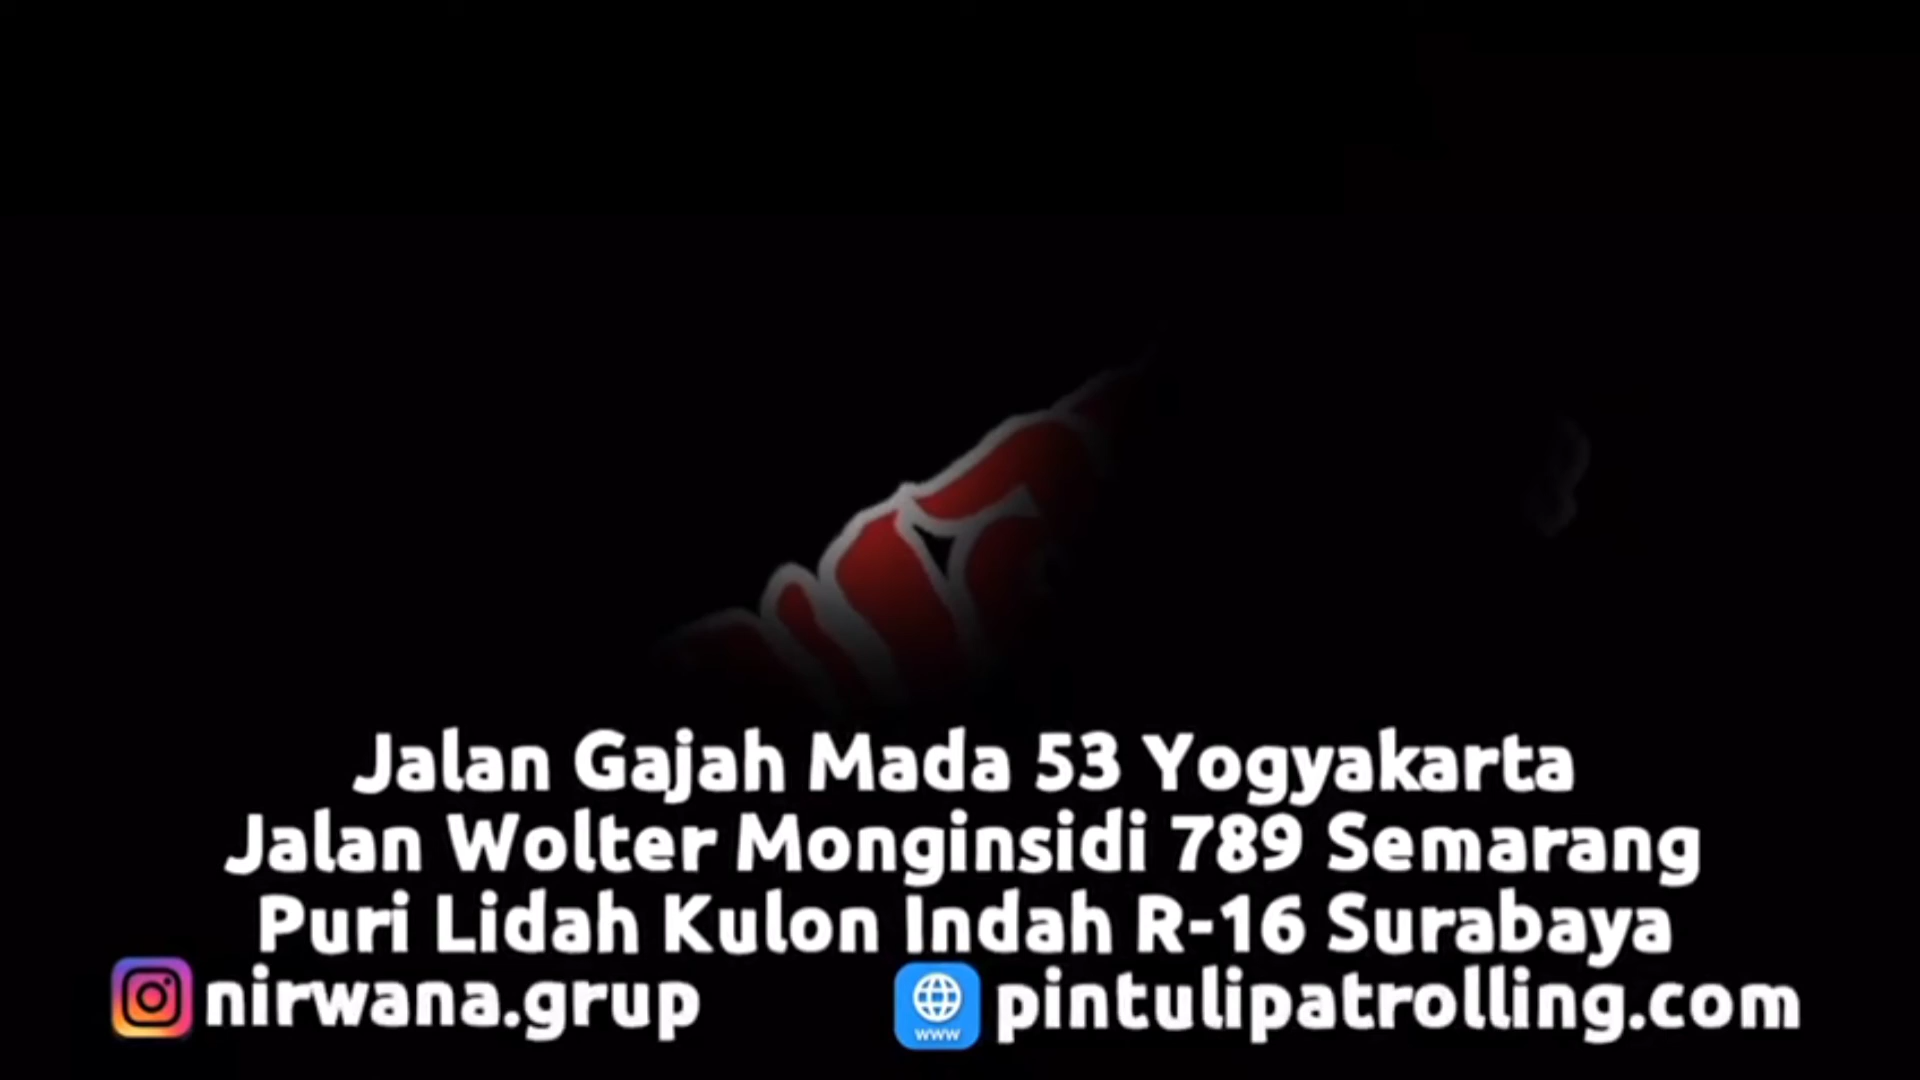 Jalan Gajah Mada 53 Yogyakarta
Jalan Wolter Monginsidi 789 Semarang
Puri Lidah Kulon Indah R-16 Surabaya
nirwana.grup
www
pintulipatrolling.com